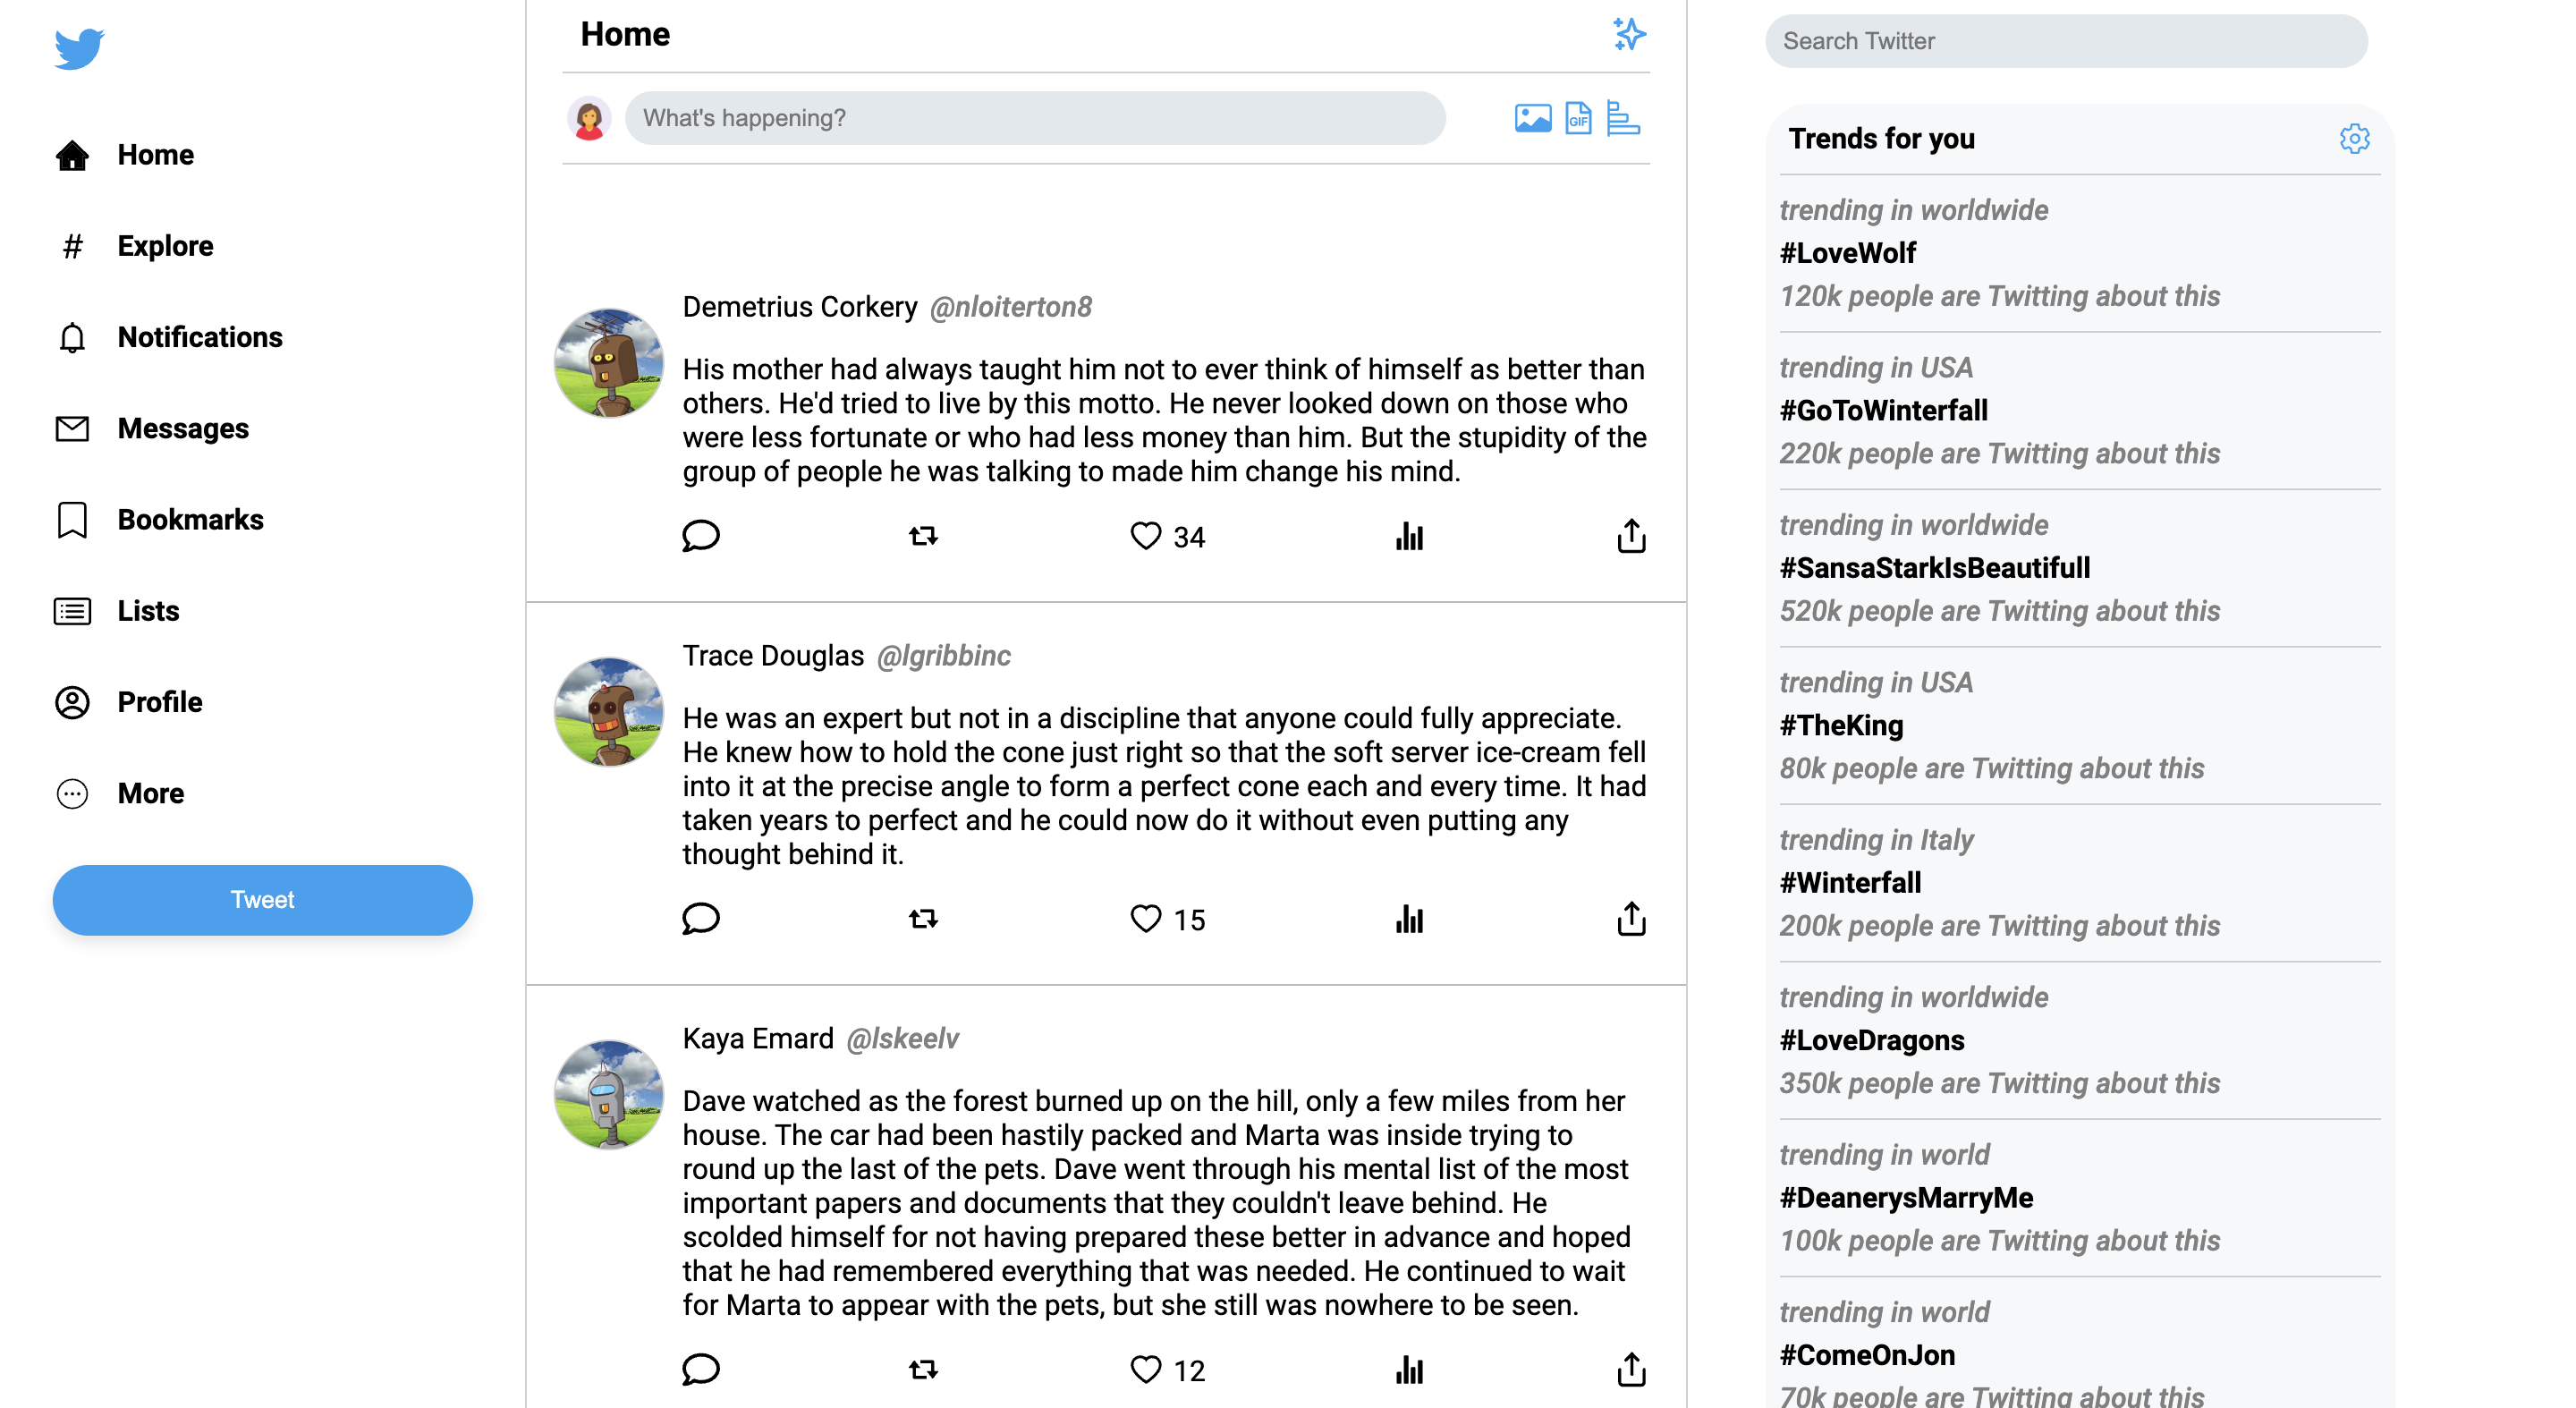 Home
Explore
Notifications
Messages
Bookmarks
Lists
Profile
More
Tweet
Home
What's happening?
GIF
Demetrius Corkery @nloiterton8
His mother had always taught him not to ever think of himself as better than
others. He'd tried to live by this motto. He never looked down on those who
were less fortunate or who had less money than him. But the stupidity of the
group of people he was talking to made him change his mind.
34
Trace Douglas @lgribbinc
He was an expert but not in a discipline that anyone could fully appreciate.
He knew how to hold the cone just right so that the soft server ice-cream fell
into it at the precise angle to form a perfect cone each and every time. It had
taken years to perfect and he could now do it without even putting any
thought behind it.
15
Kaya Emard @lskeelv
Dave watched as the forest burned up on the hill, only a few miles from her
house. The car had been hastily packed and Marta was inside trying to
round up the last of the pets. Dave went through his mental list of the most
important papers and documents that they couldn't leave behind. He
scolded himself for not having prepared these better in advance and hoped
that he had remembered everything that was needed. He continued to wait
for Marta to appear with the pets, but she still was nowhere to be seen.
12
Search Twitter
Trends for you
trending in worldwide
#LoveWolf
120k people are Twitting about this
trending in USA
#GoToWinterfall
220k people are Twitting about this
trending in worldwide
#SansaStarkIsBeautifull
520k people are Twitting about this
trending in USA
#TheKing
80k people are Twitting about this
trending in Italy
#Winterfall
200k people are Twitting about this
trending in worldwide
#LoveDragons
350k people are Twitting about this
trending in world
#DeanerysMarryMe
100k people are Twitting about this
trending in world
#ComeOnJon
70k people are Twitting about this